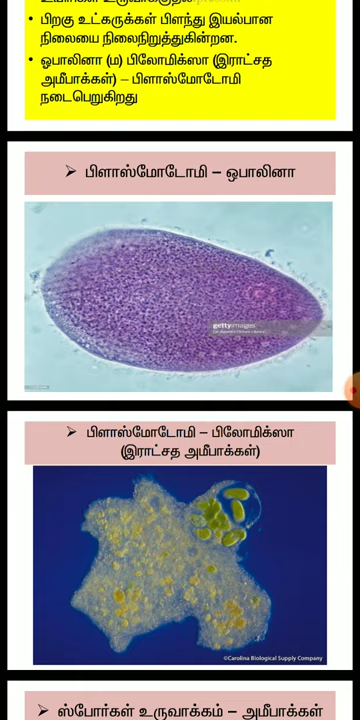 • பிறகு உட்கருக்கள் பிளந்து இயல்பான
நிலையை நிலைநிறுத்துகின்றன.
• ஒபாலினா (ம) பிலோமிக்ஸா (இராட்சத
அமீபாக்கள்) – பிளாஸ்மோடோமி
நடைபெறுகிறது
➢ பிளாஸ்மோடோமி – ஒபாலினா
gettyimages
➢ பிளாஸ்மோடோமி – பிலோமிக்ஸா
(இராட்சத அமீபாக்கள்)
©Carolina Biological Supply Company
➢ ஸ்போர்கள் உருவாக்கம் – அமீபாக்கள்